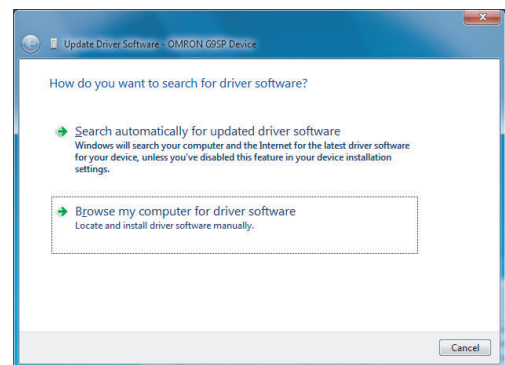 Update Driver Software - OMRON G9SP Device
How do you want to search for driver software?
Search automatically for updated driver software
Windows will search your computer and the Internet for the latest driver software
for your device, unless you've disabled this feature in your device installation
settings.
Browse my computer for driver software
Locate and install driver software manually.
Cancel